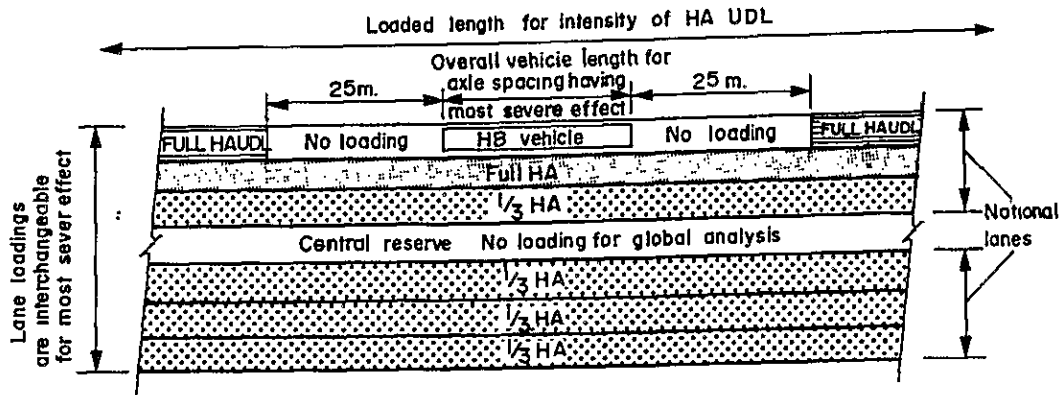 Loaded length for intensity of HA UDL
Overall vehicle length for
axle spacing having
most severe effect
25m.
25 m.
FULL HAUDL
No loading
HB vehicle
No loading
FULL HAUDL
Full HA
1/3 HA
Central reserve No loading for global analysis
1/3 HA
1/3 HA
1/3 HA
Lane loadings
are interchangeable
for most sever effect
Notional
lanes